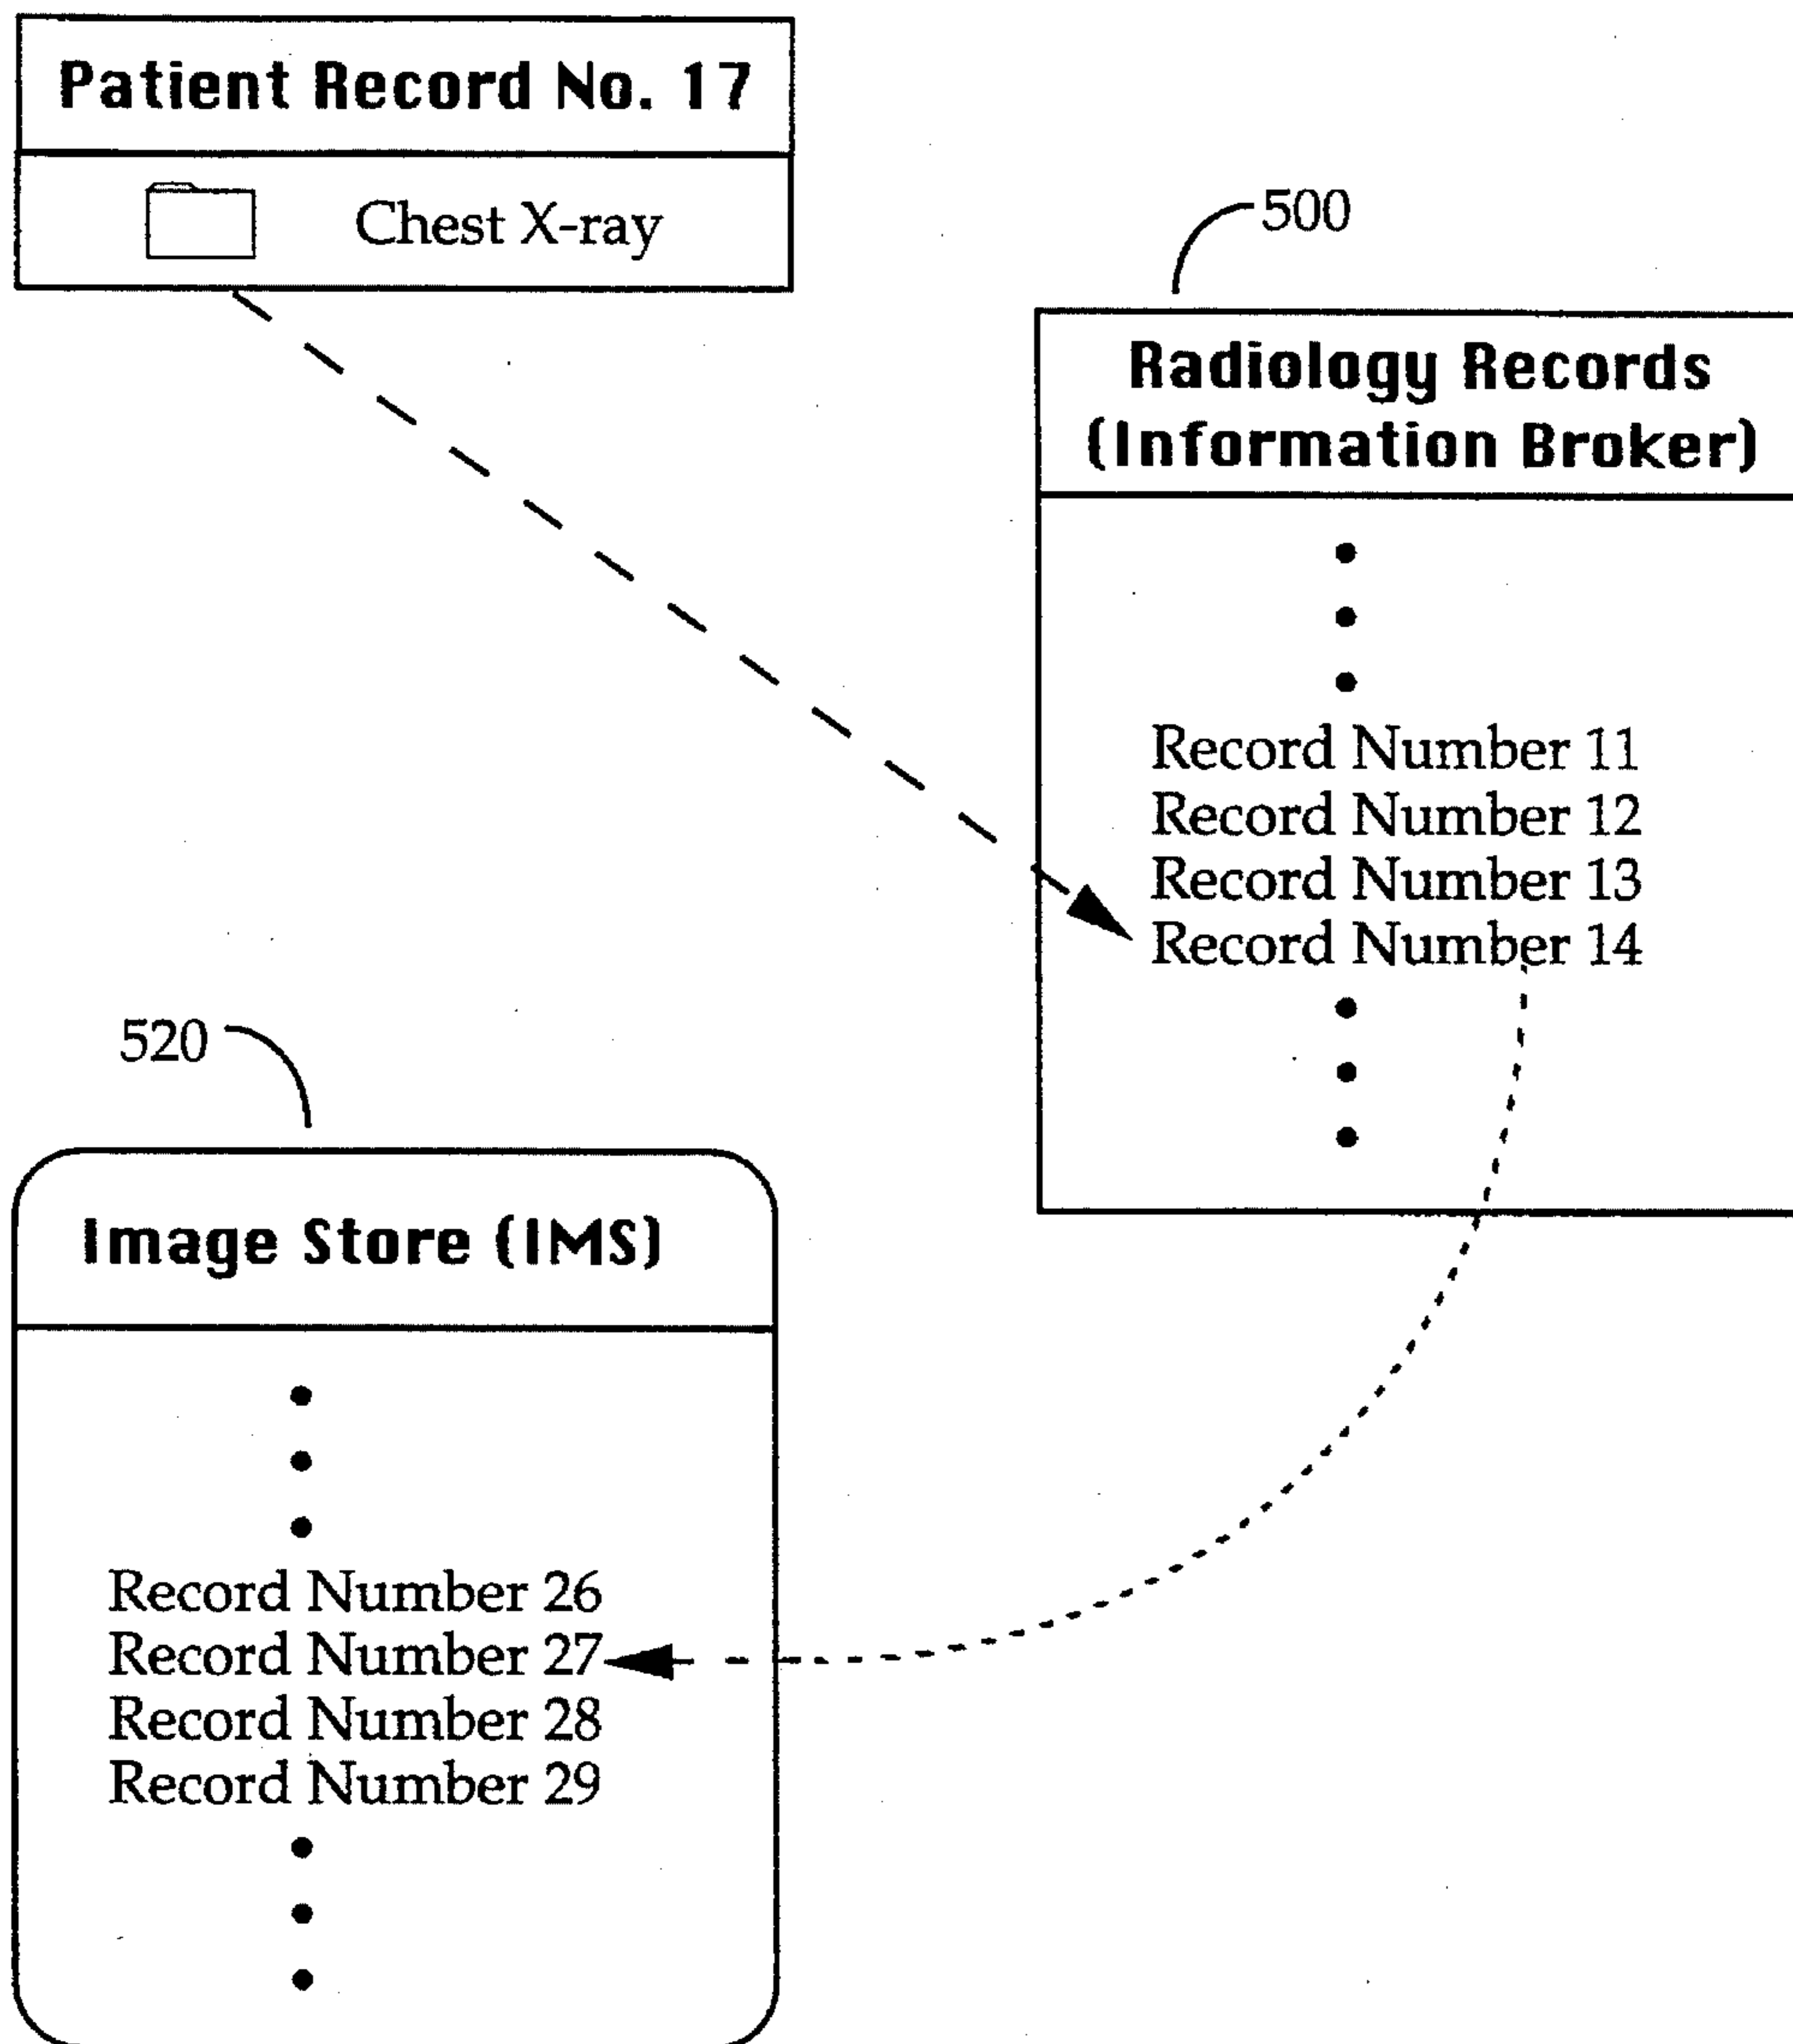 Patient Record No. 17
Chest X-ray
500
Radiology Records
(Information Broker)
Record Number 11
Record Number 12
Record Number 13
Record Number 14
520
Image Store (IMS)
Record Number 26
Record Number 27
Record Number 28
Record Number 29